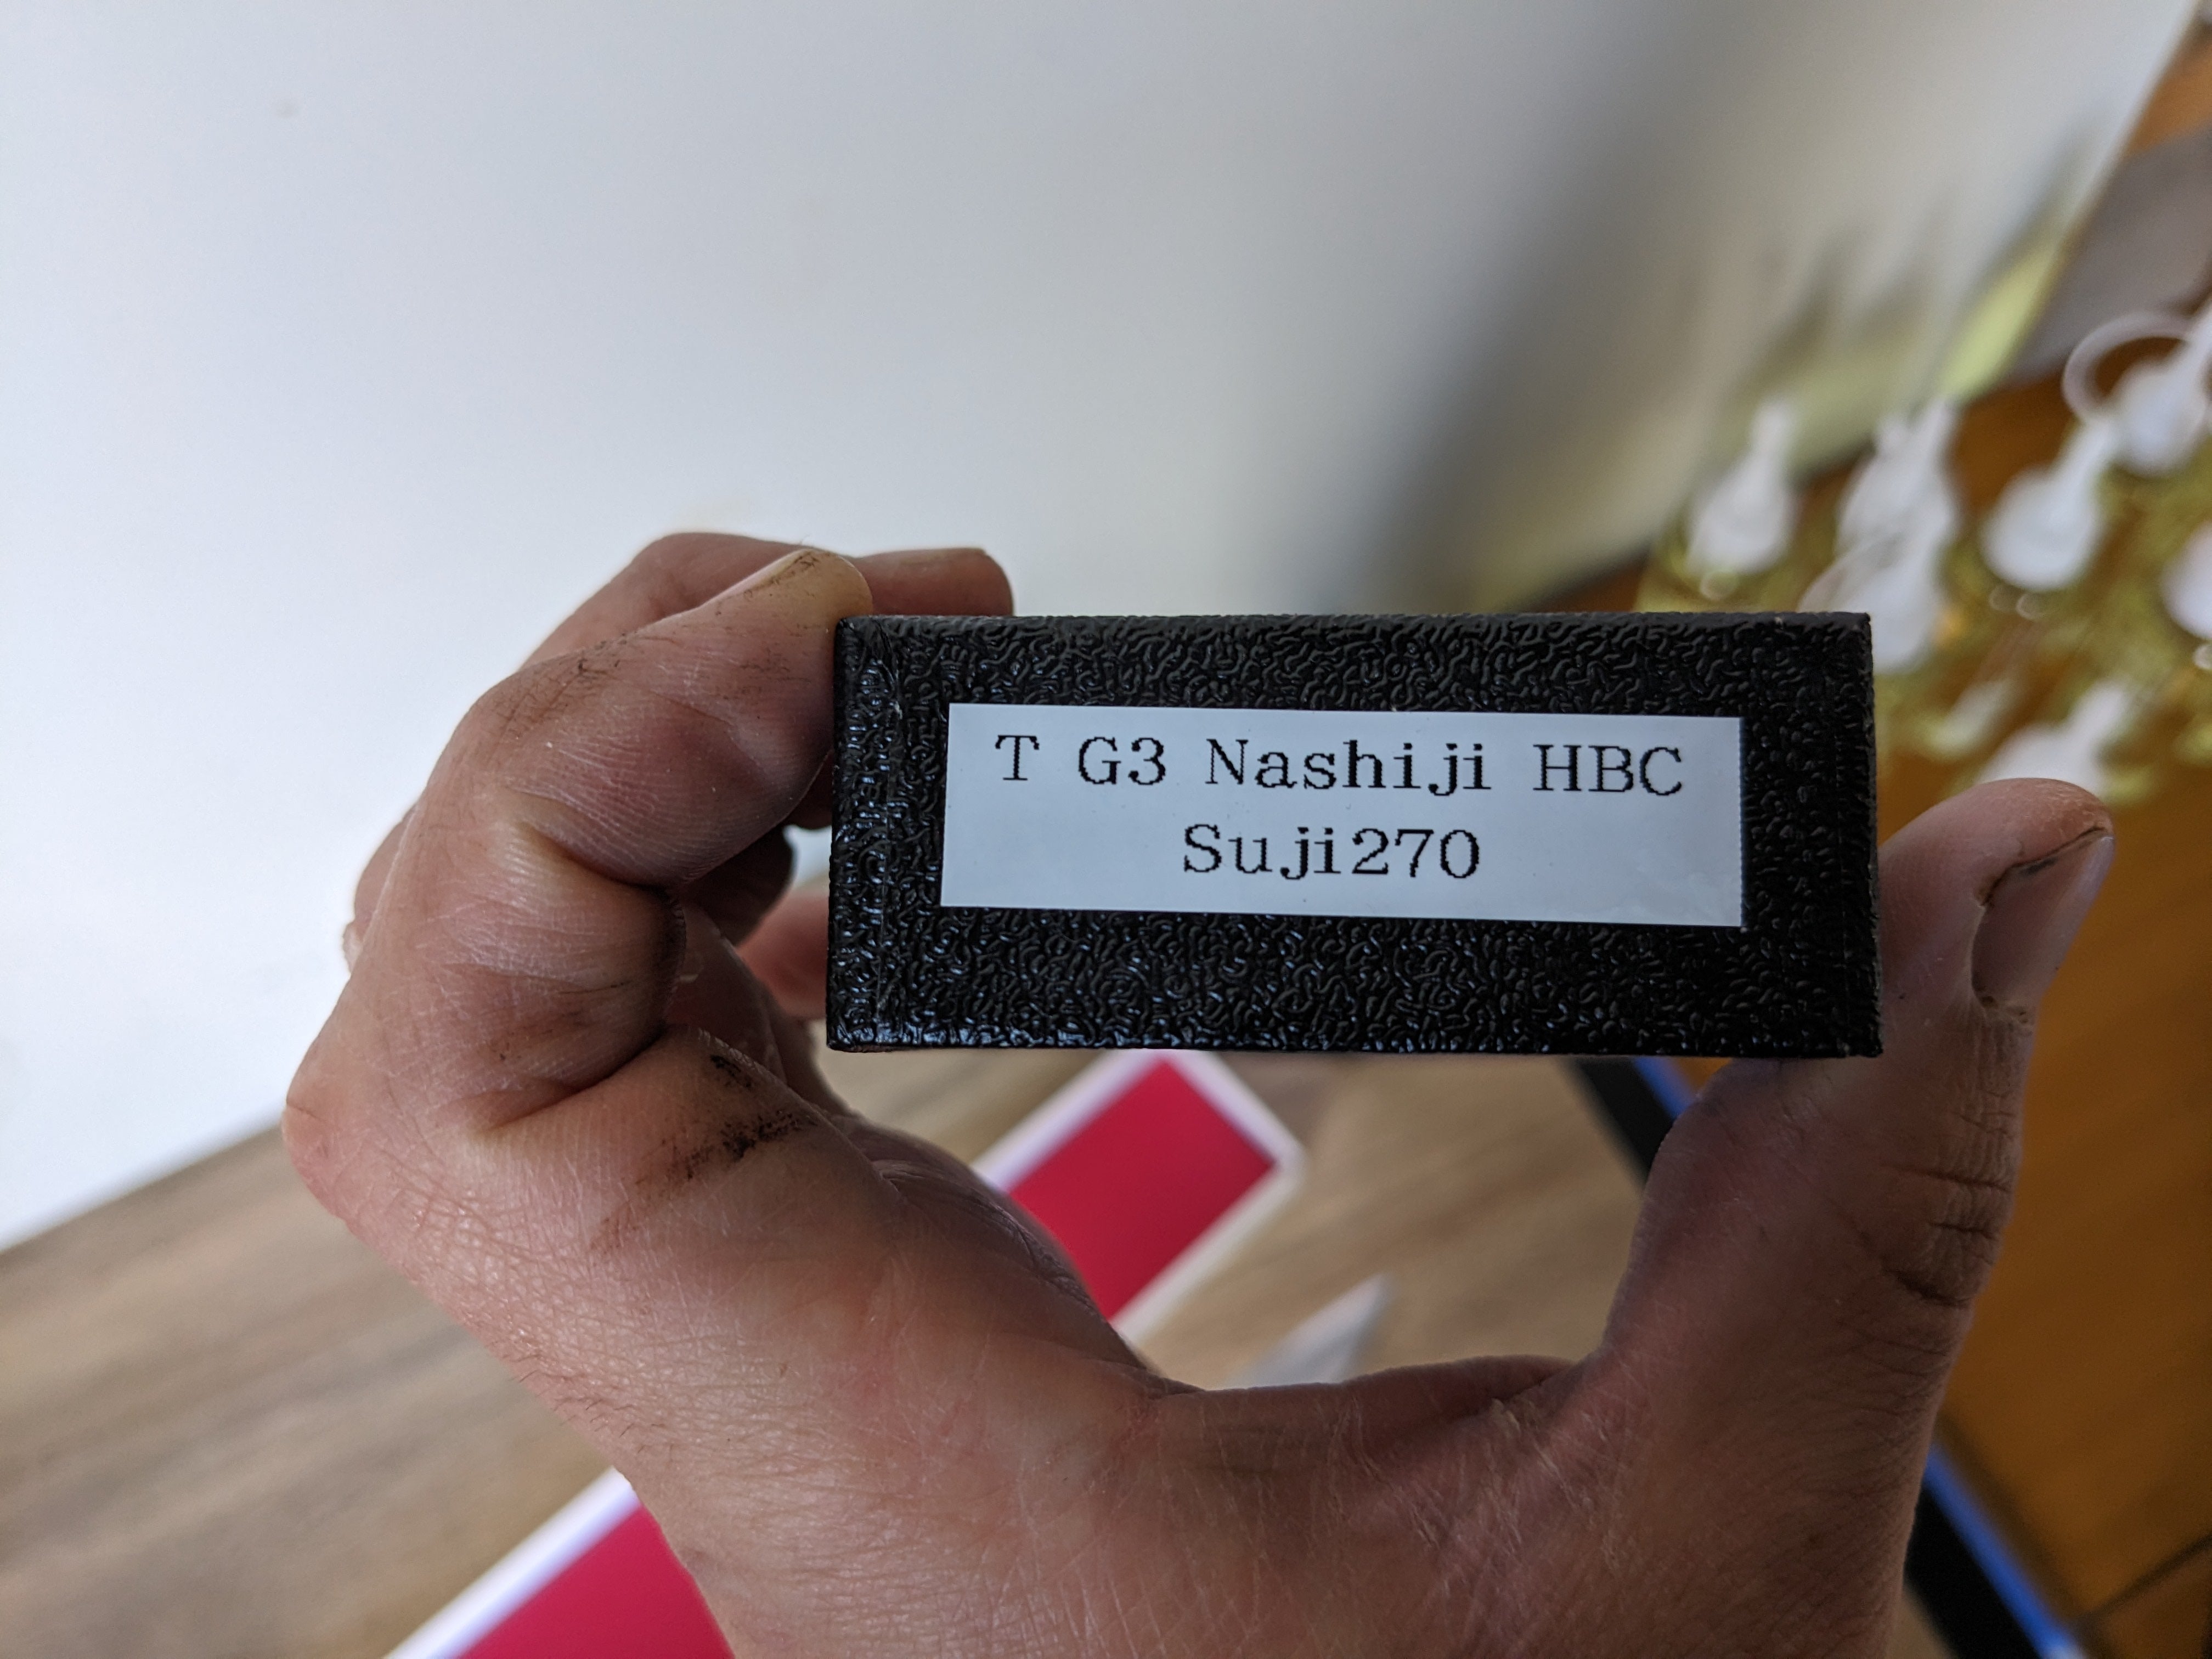 T G3 Nashiji HBC
Suji270